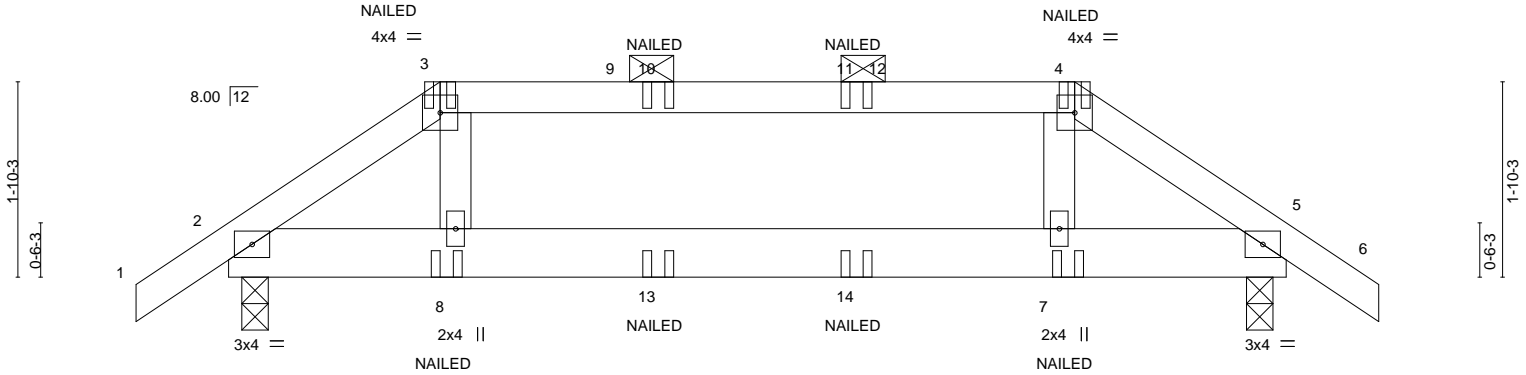 NAILED
NAILED
4x4 =
4x4 =
NAILED
NAILED
3
9
10
11
12
4
8.00 12
1-10-3
1-10-3
2
5
0-6-3
0-6-3
1
6
8
13
14
7
3x4 =
2x4 ||
NAILED
NAILED
2x4 ||
3x4 =
NAILED
NAILED